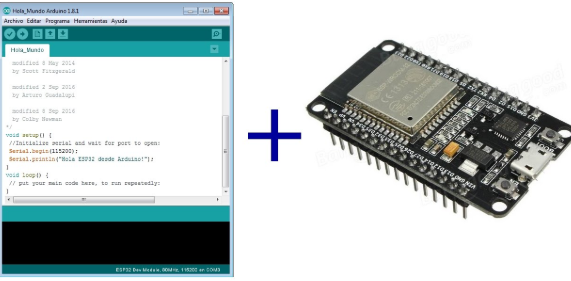 Hola_Mundo Arduino 1.8.1
Archivo Editar Programa Herramientas Ayuda
Hola_Mundo
modified 8 May 2014
by Scott Fitzgerald
modified 2 Sep 2016
by Arturo Guadalupi
modified 8 Sep 2016
by Colby Newman
*/
void setup() {
//Initialize serial and wait for port to open:
Serial.begin(115200);
Serial.println("Hola ESP32 desde Arduino!");
}
void loop() {
// put your main code here, to run repeatedly:
}
ESP32 Dev Module, 80MHz, 115200 en COM3